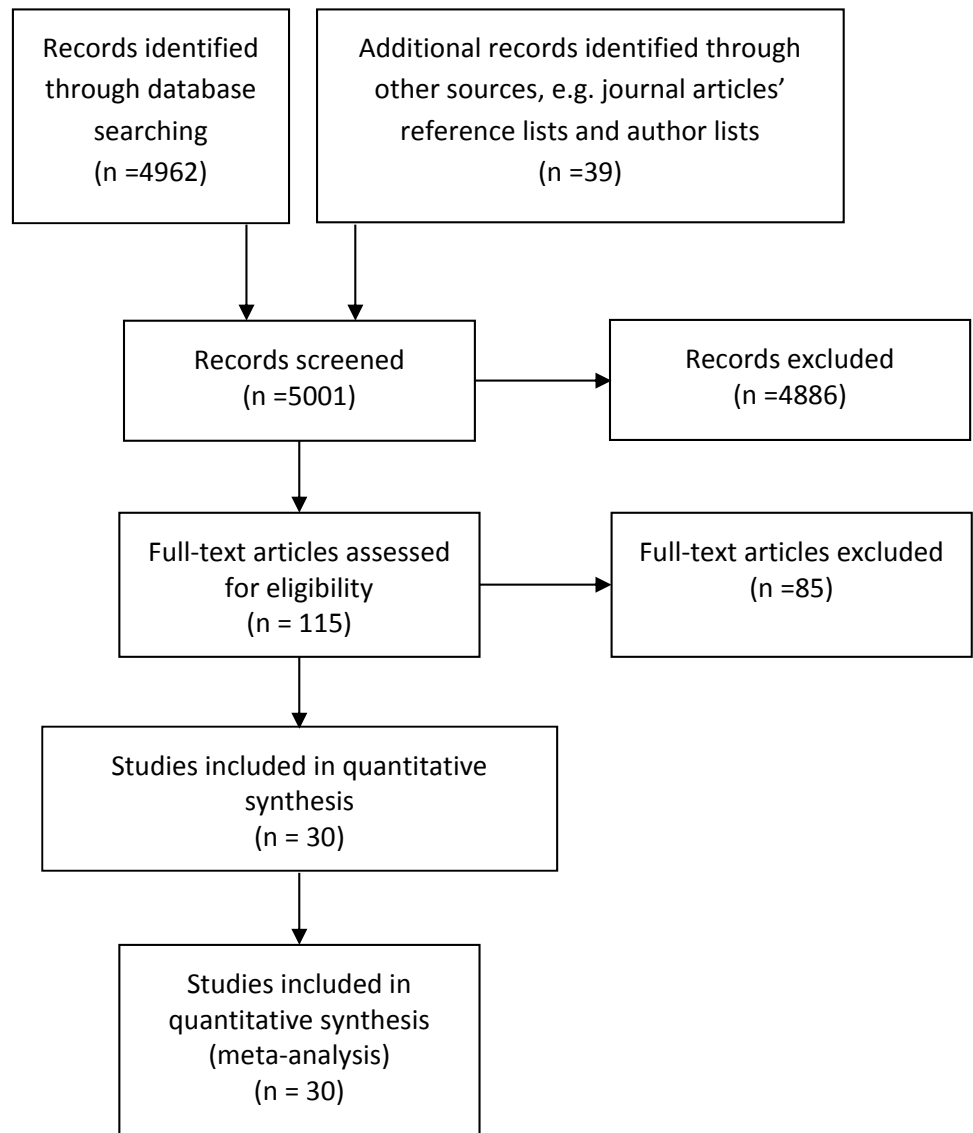 Records identified
through database
searching
(n =4962)
Additional records identified through
other sources, e.g. journal articles’
reference lists and author lists
(n =39)
Records screened
(n =5001)
Records excluded
(n =4886)
Full-text articles assessed
for eligibility
(n = 115)
Full-text articles excluded
(n =85)
Studies included in quantitative
synthesis
(n = 30)
Studies included in
quantitative synthesis
(meta-analysis)
(n = 30)